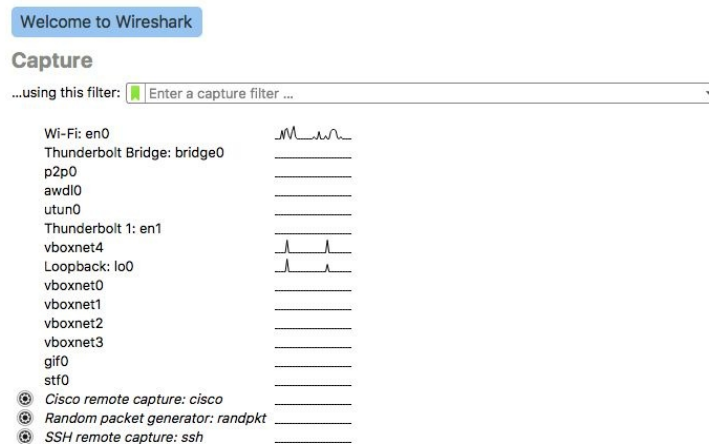 Welcome to Wireshark
Capture
...using this filter: Enter a capture filter ...
Wi-Fi: en0
Thunderbolt Bridge: bridge0
p2p0
awdl0
utun0
Thunderbolt 1: en1
vboxnet4
Loopback: lo0
vboxnet0
vboxnet1
vboxnet2
vboxnet3
gif0
stf0
Cisco remote capture: cisco
Random packet generator: randpkt
SSH remote capture: ssh